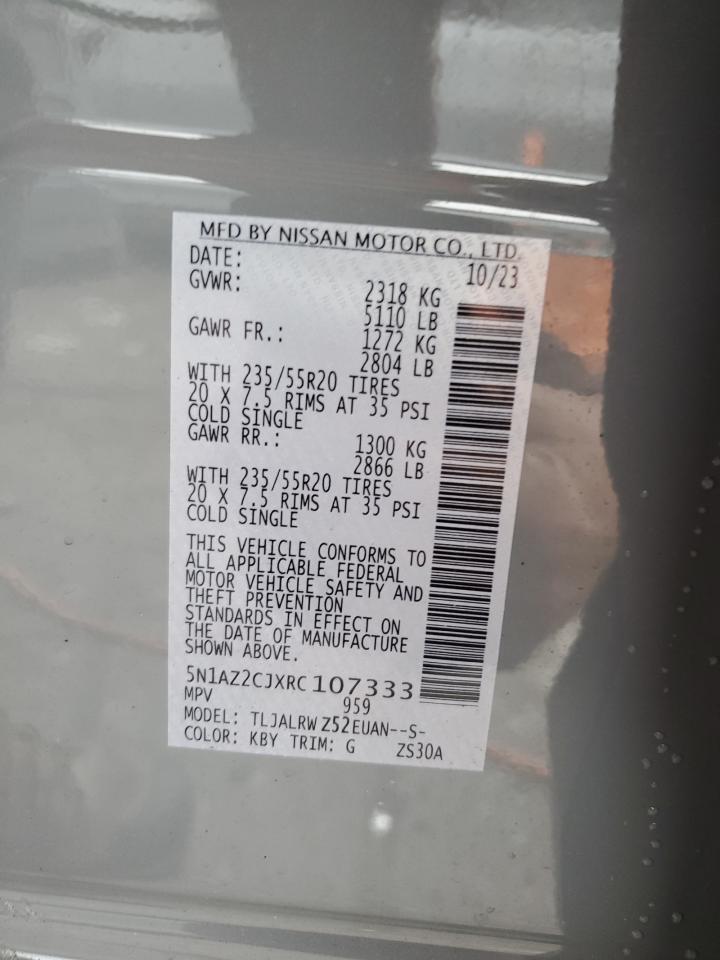 MFD BY NISSAN MOTOR CO., LTD.
DATE: 10/23
GVWR: 2318 KG
5110 LB
GAWR FR.: 1272 KG
2804 LB
WITH 235/55R20 TIRES
20 X 7.5 RIMS AT 35 PSI
COLD SINGLE
GAWR RR.: 1300 KG
2866 LB
WITH 235/55R20 TIRES
20 X 7.5 RIMS AT 35 PSI
COLD SINGLE
THIS VEHICLE CONFORMS TO
ALL APPLICABLE FEDERAL
MOTOR VEHICLE SAFETY AND
THEFT PREVENTION
STANDARDS IN EFFECT ON
THE DATE OF MANUFACTURE
SHOWN ABOVE.
5N1AZ2CJXRC107333
MPV 959
MODEL: TLJALRW Z52EUAN--S-
COLOR: KBY TRIM: G ZS30A